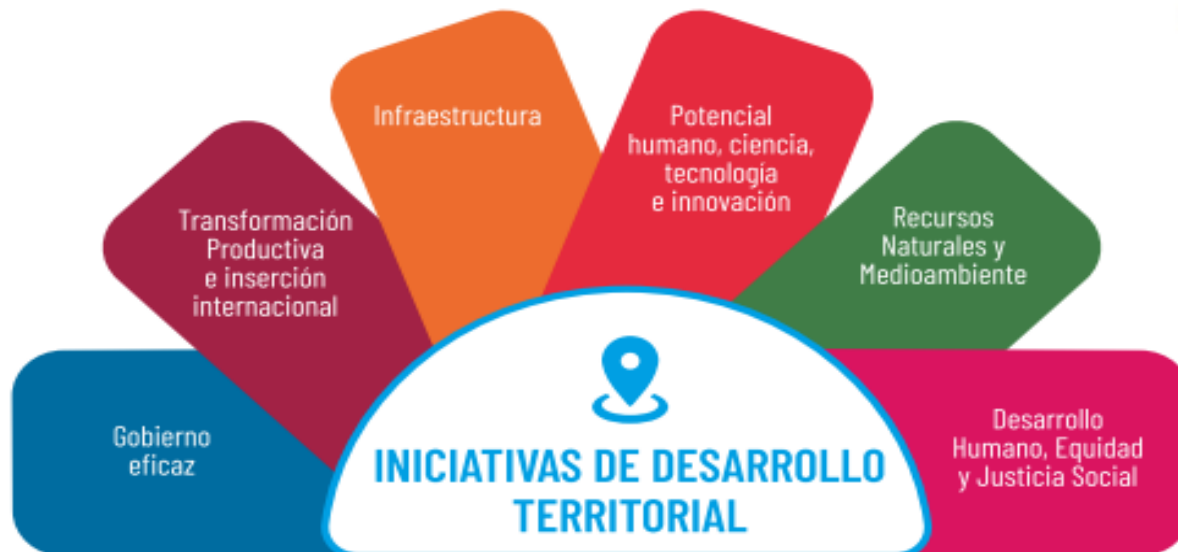 Gobierno
eficaz
Transformación
Productiva
e inserción
internacional
Infraestructura
Potencial
humano, ciencia,
tecnología
e innovación
Recursos
Naturales y
Medioambiente
Desarrollo
Humano, Equidad
y Justicia Social
INICIATIVAS DE DESARROLLO
TERRITORIAL